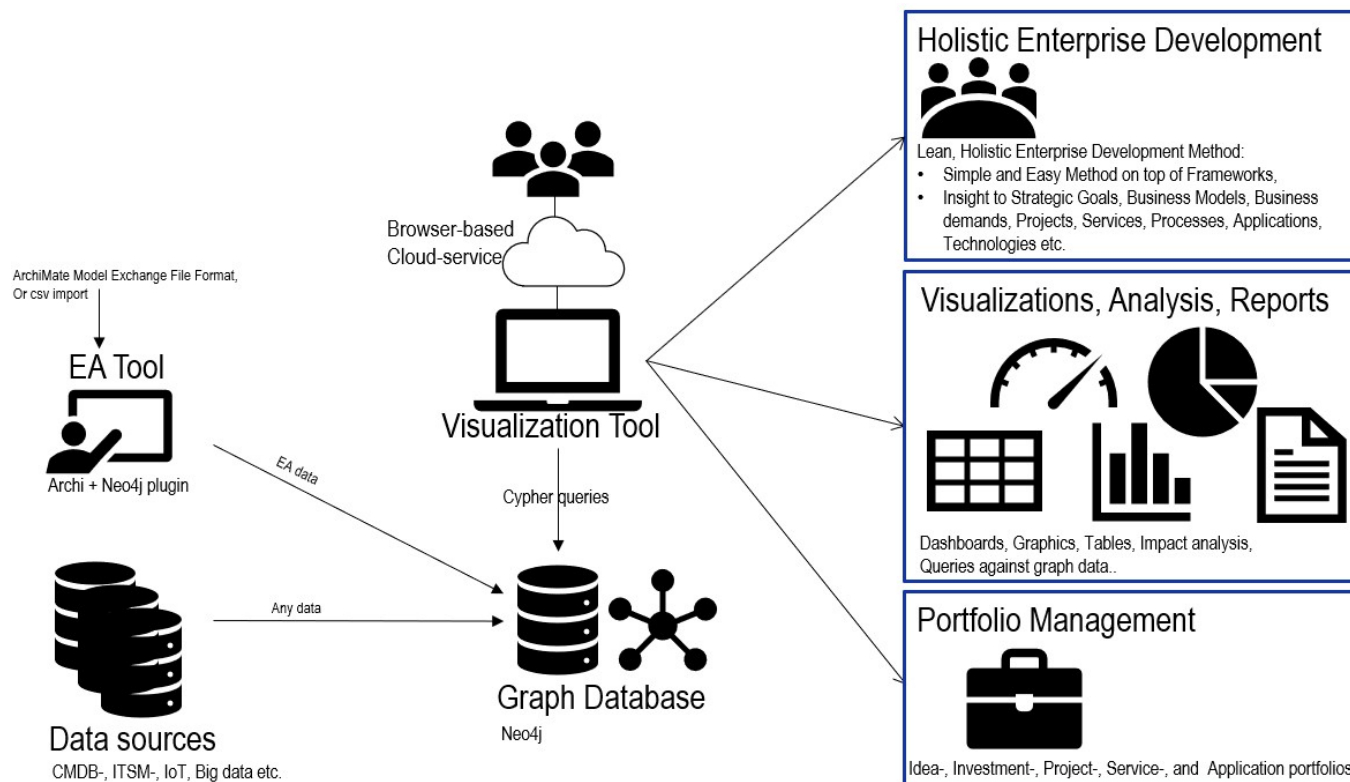 ArchiMate Model Exchange File Format,
Or csv import
EA Tool
Archi + Neo4j plugin
EA data
Any data
Data sources
CMDB-, ITSM-, IoT, Big data etc.
Browser-based
Cloud-service
Visualization Tool
Cypher queries
Graph Database
Neo4j
Holistic Enterprise Development
Lean, Holistic Enterprise Development Method:
• Simple and Easy Method on top of Frameworks,
• Insight to Strategic Goals, Business Models, Business
demands, Projects, Services, Processes, Applications,
Technologies etc.
Visualizations, Analysis, Reports
Dashboards, Graphics, Tables, Impact analysis,
Queries against graph data..
Portfolio Management
Idea-, Investment-, Project-, Service-, and Application portfolios